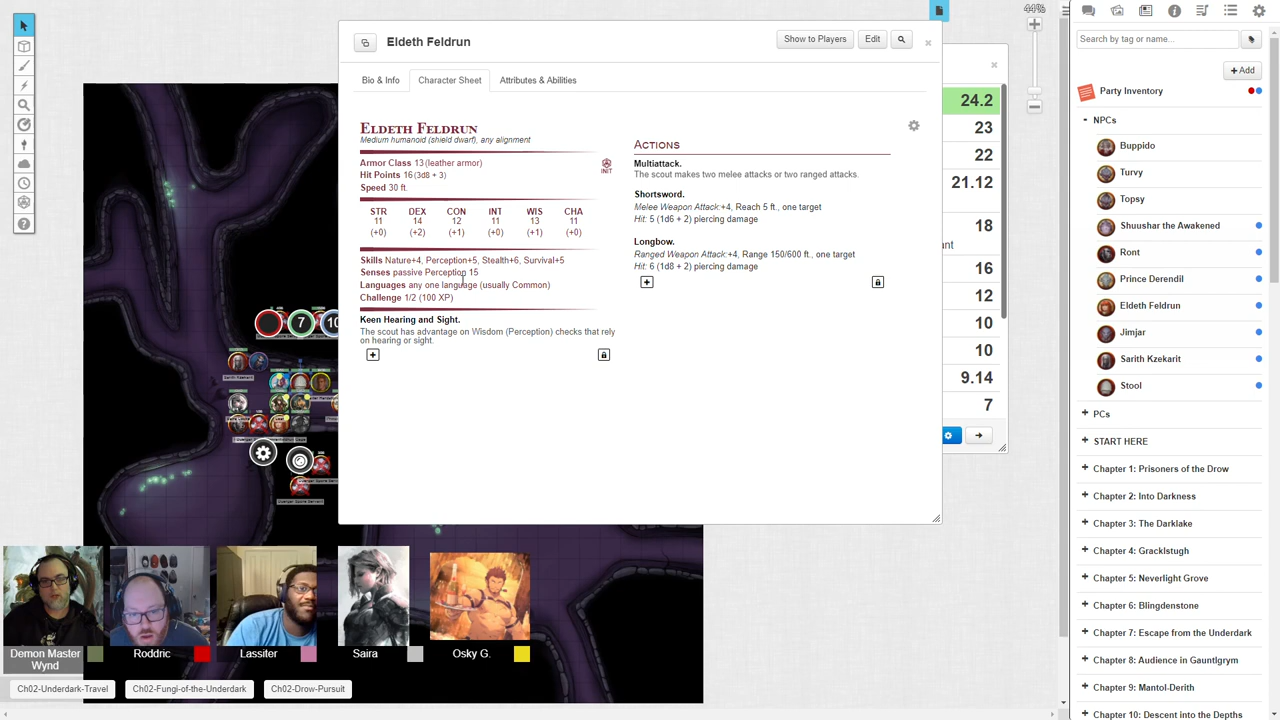 44%
Eldeth Feldrun
Show to Players
Edit
Bio & Info
Character Sheet
Attributes & Abilities
ELDETH FELDRUN
Medium humanoid (shield dwarf), any alignment
Armor Class 13 (leather armor)
Hit Points 16 (3d8 + 3)
Speed 30 ft.
INIT
STR DEX CON INT WIS CHA
11 14 12 11 13 11
(+0) (+2) (+1) (+0) (+1) (+0)
Skills Nature+4, Perception+5, Stealth+6, Survival+5
Senses passive Perception 15
Languages any one language (usually Common)
Challenge 1/2 (100 XP)
Keen Hearing and Sight.
The scout has advantage on Wisdom (Perception) checks that rely
on hearing or sight.
ACTIONS
Multiattack.
The scout makes two melee attacks or two ranged attacks.
Shortsword.
Melee Weapon Attack:+4, Reach 5 ft., one target
Hit: 5 (1d6 + 2) piercing damage
Longbow.
Ranged Weapon Attack:+4, Range 150/600 ft., one target
Hit: 6 (1d8 + 2) piercing damage
24.2
23
22
21.12
18
ant
16
12
10
10
9.14
7
7
10
Sarith Kzekarit
Search by tag or name...
+ Add
Party Inventory
NPCs
Buppido
Turvy
Topsy
Shuushar the Awakened
Ront
Prince Derendil
Eldeth Feldrun
Jimjar
Sarith Kzekarit
Stool
PCs
START HERE
Chapter 1: Prisoners of the Drow
Chapter 2: Into Darkness
Chapter 3: The Darklake
Chapter 4: Gracklstugh
Chapter 5: Neverlight Grove
Chapter 6: Blingdenstone
Chapter 7: Escape from the Underdark
Chapter 8: Audience in Gauntlgrym
Chapter 9: Mantol-Derith
Chapter 10: Descent into the Depths
Demon Master
Wynd
Roddric
Lassiter
Saira
Osky G.
Ch02-Underdark-Travel
Ch02-Fungi-of-the-Underdark
Ch02-Drow-Pursuit